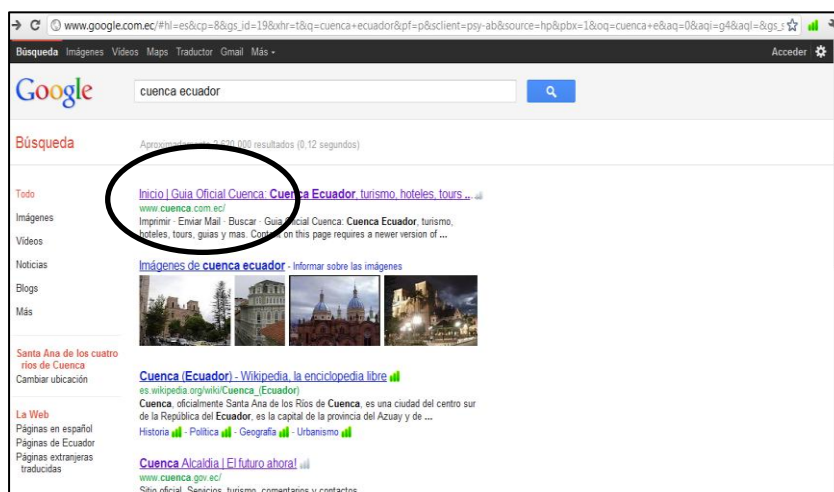 www.google.com.ec/#hl=es&cp=8&gs_id=19&xhr=t&q=cuenca+ecuador&pf=p&sclient=psy-ab&source=hp&pbx=1&oq=cuenca+e&aq=0&aqi=g4&aql=&gs_s
Búsqueda Imágenes Vídeos Maps Traductor Gmail Más Acceder
Google cuenca ecuador
Búsqueda Aproximadamente resultados (0,12 segundos)
Todo
Imágenes
Vídeos
Noticias
Blogs
Más
Santa Ana de los cuatro
ríos de Cuenca
Cambiar ubicación
La Web
Páginas en español
Páginas de Ecuador
Páginas extranjeras
traducidas
Inicio | Guia Oficial Cuenca: Cuenca Ecuador, turismo, hoteles, tours ...
www.cuenca.com.ec/
Imprimir · Enviar Mail · Buscar · Guia Oficial Cuenca: Cuenca Ecuador, turismo,
hoteles, tours, guias y mas. Content on this page requires a newer version of ...
Imágenes de cuenca ecuador - Informar sobre las imágenes
Cuenca (Ecuador) - Wikipedia, la enciclopedia libre
es.wikipedia.org/wiki/Cuenca_(Ecuador)
Cuenca, oficialmente Santa Ana de los Ríos de Cuenca, es una ciudad del centro sur
de la República del Ecuador, es la capital de la provincia del Azuay y de ...
Historia - Política - Geografía - Urbanismo
Cuenca Alcaldia | El futuro ahora!
www.cuenca.gov.ec/
Sitio oficial. Servicios, turismo, comentarios y contactos.